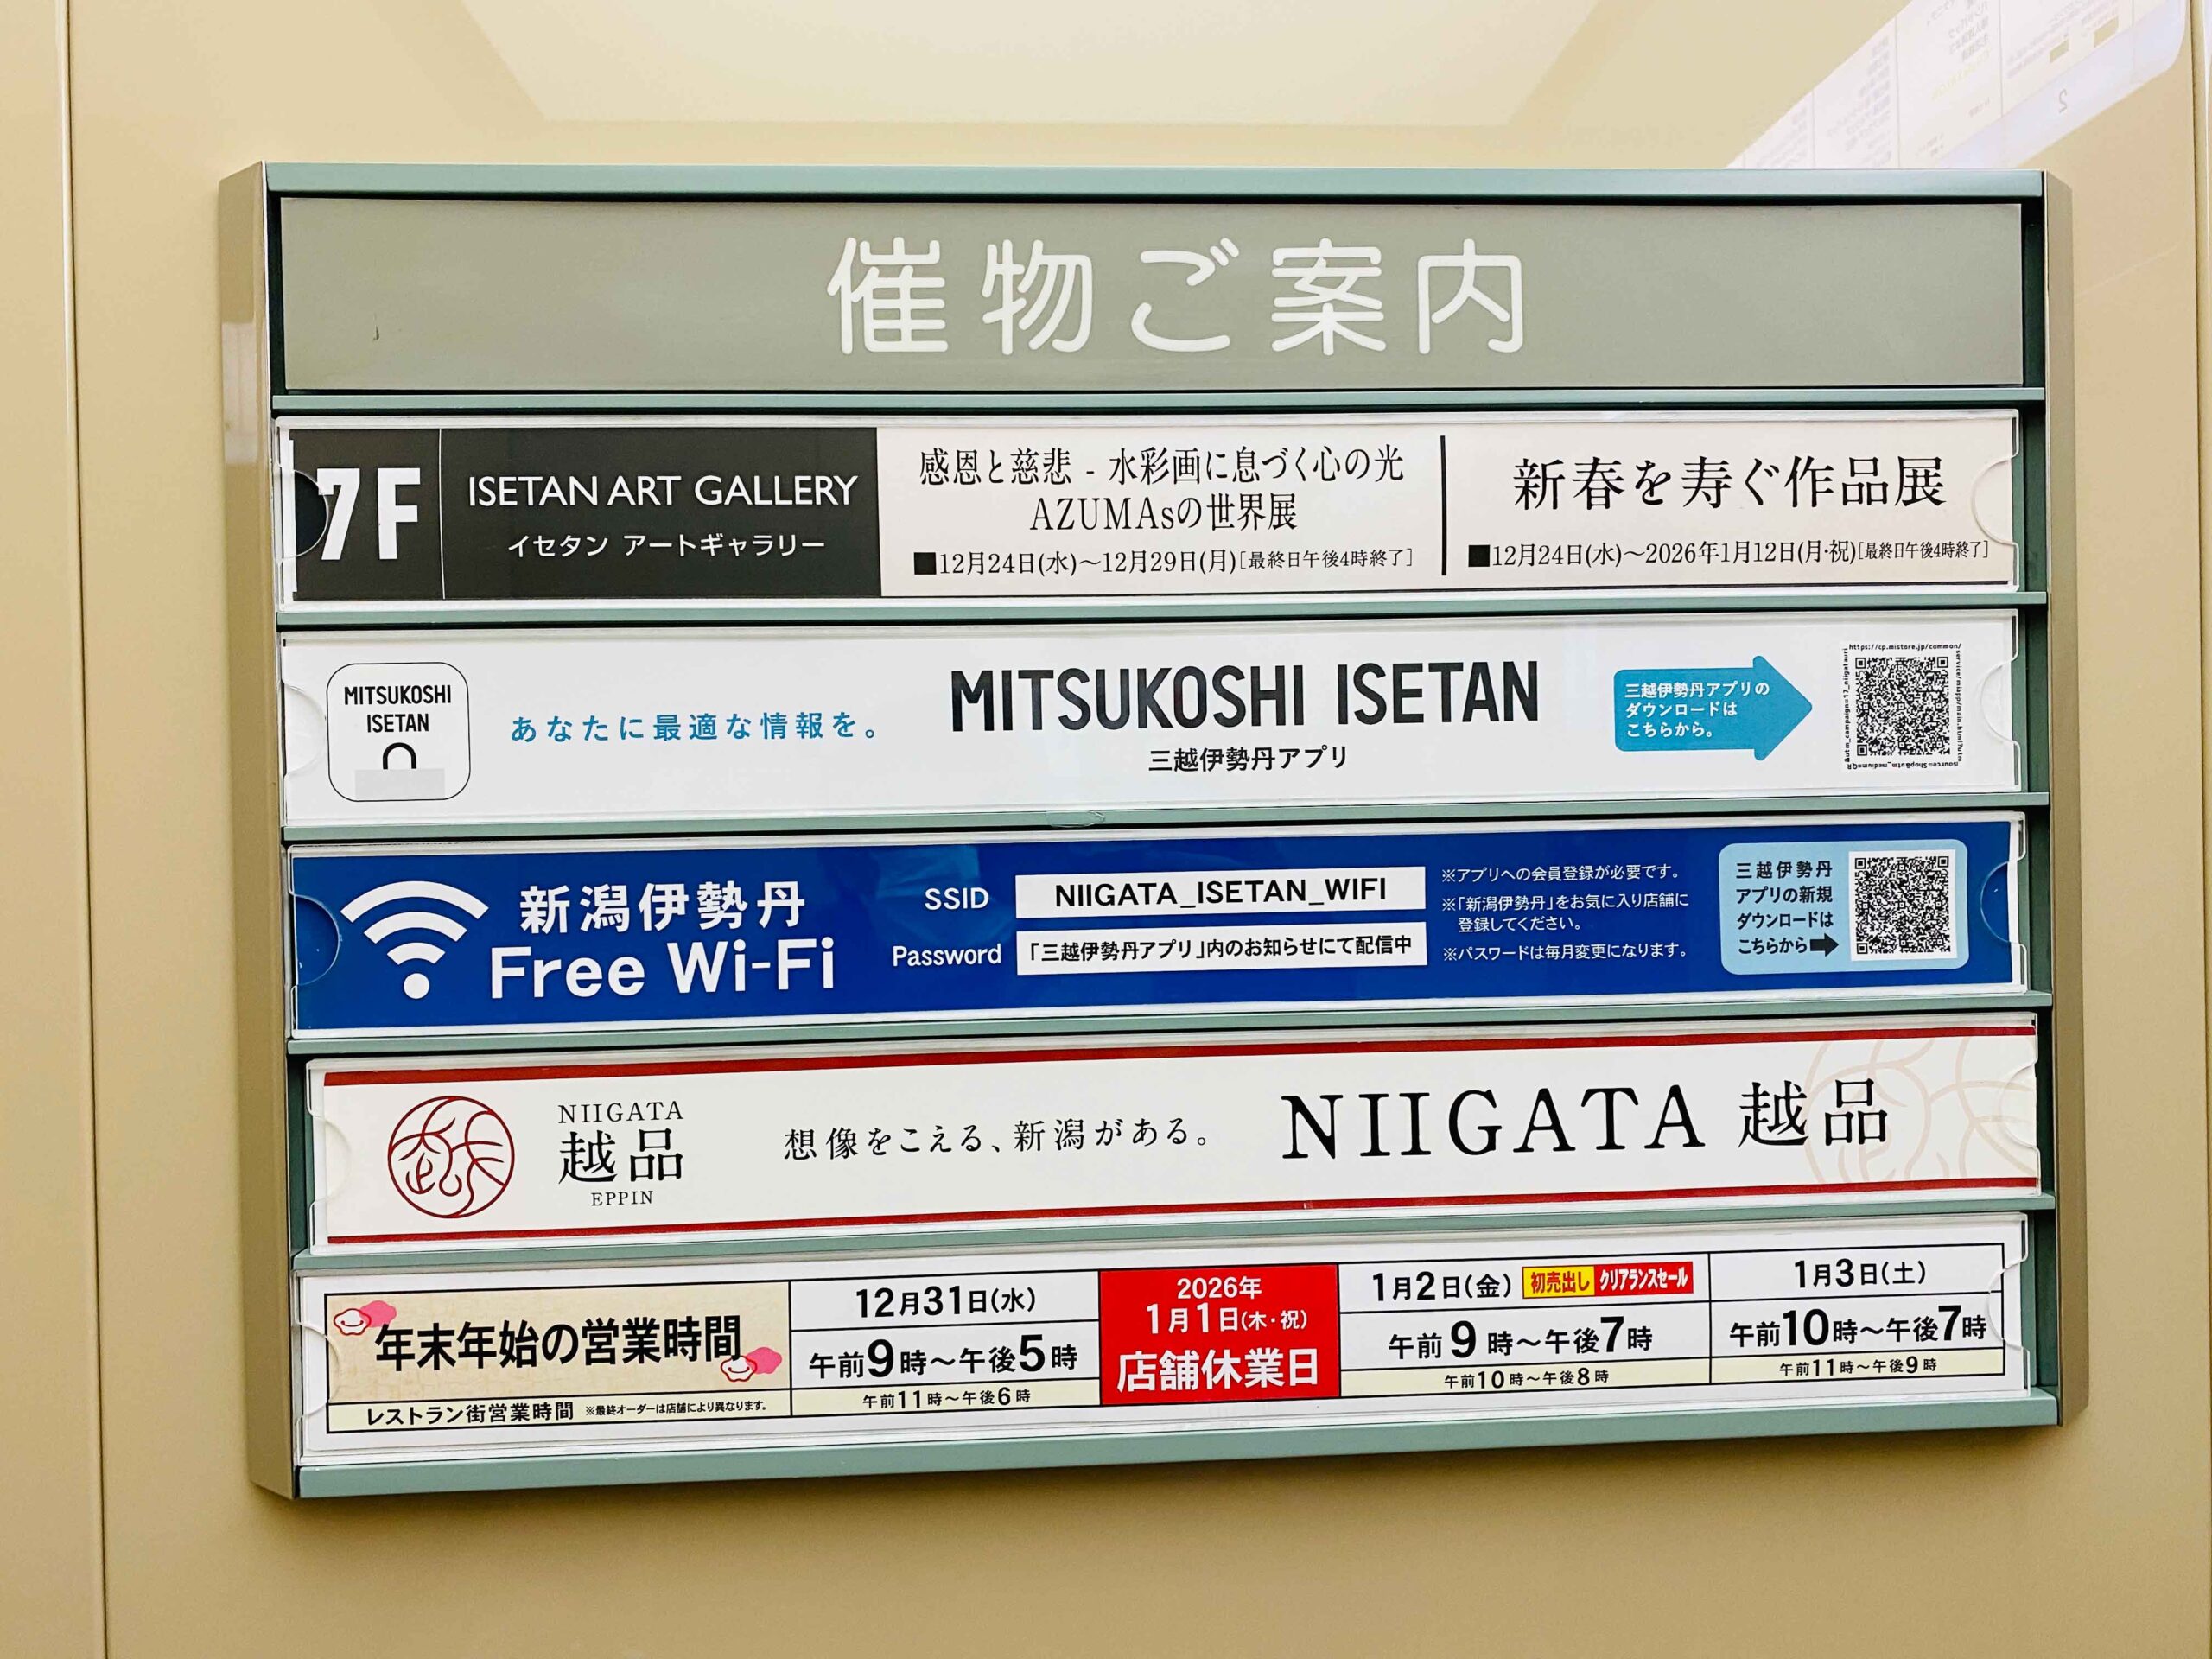 催物ご案内
7F
ISETAN ART GALLERY
イセタン アートギャラリー
感恩と慈悲 - 水彩画に息づく心の光
AZUMAsの世界展
■12月24日(水)～12月29日(月)[最終日午後4時終了]
新春を寿ぐ作品展
■12月24日(水)～2026年1月12日(月・祝)[最終日午後4時終了]
MITSUKOSHI
ISETAN
あなたに最適な情報を。
MITSUKOSHI ISETAN
三越伊勢丹アプリ
三越伊勢丹アプリの
ダウンロードは
こちらから。
https://cp.mistore.jp/common/
新潟伊勢丹
Free Wi-Fi
SSID
NIIGATA_ISETAN_WIFI
Password
「三越伊勢丹アプリ」内のお知らせにて配信中
※アプリへの会員登録が必要です。
※「新潟伊勢丹」をお気に入り店舗に
登録してください。
※パスワードは毎月変更になります。
三越伊勢丹
アプリの新規
ダウンロードは
こちらから➡
NIIGATA
越品
EPPIN
想像をこえる、新潟がある。
NIIGATA 越品
年末年始の営業時間
レストラン街営業時間 ※最終オーダーは店舗により異なります。
12月31日(水)
午前9時～午後5時
午前11時～午後6時
2026年
1月1日(木・祝)
店舗休業日
1月2日(金) 初売出し クリアランスセール
午前9時～午後7時
午前10時～午後8時
1月3日(土)
午前10時～午後7時
午前11時～午後9時